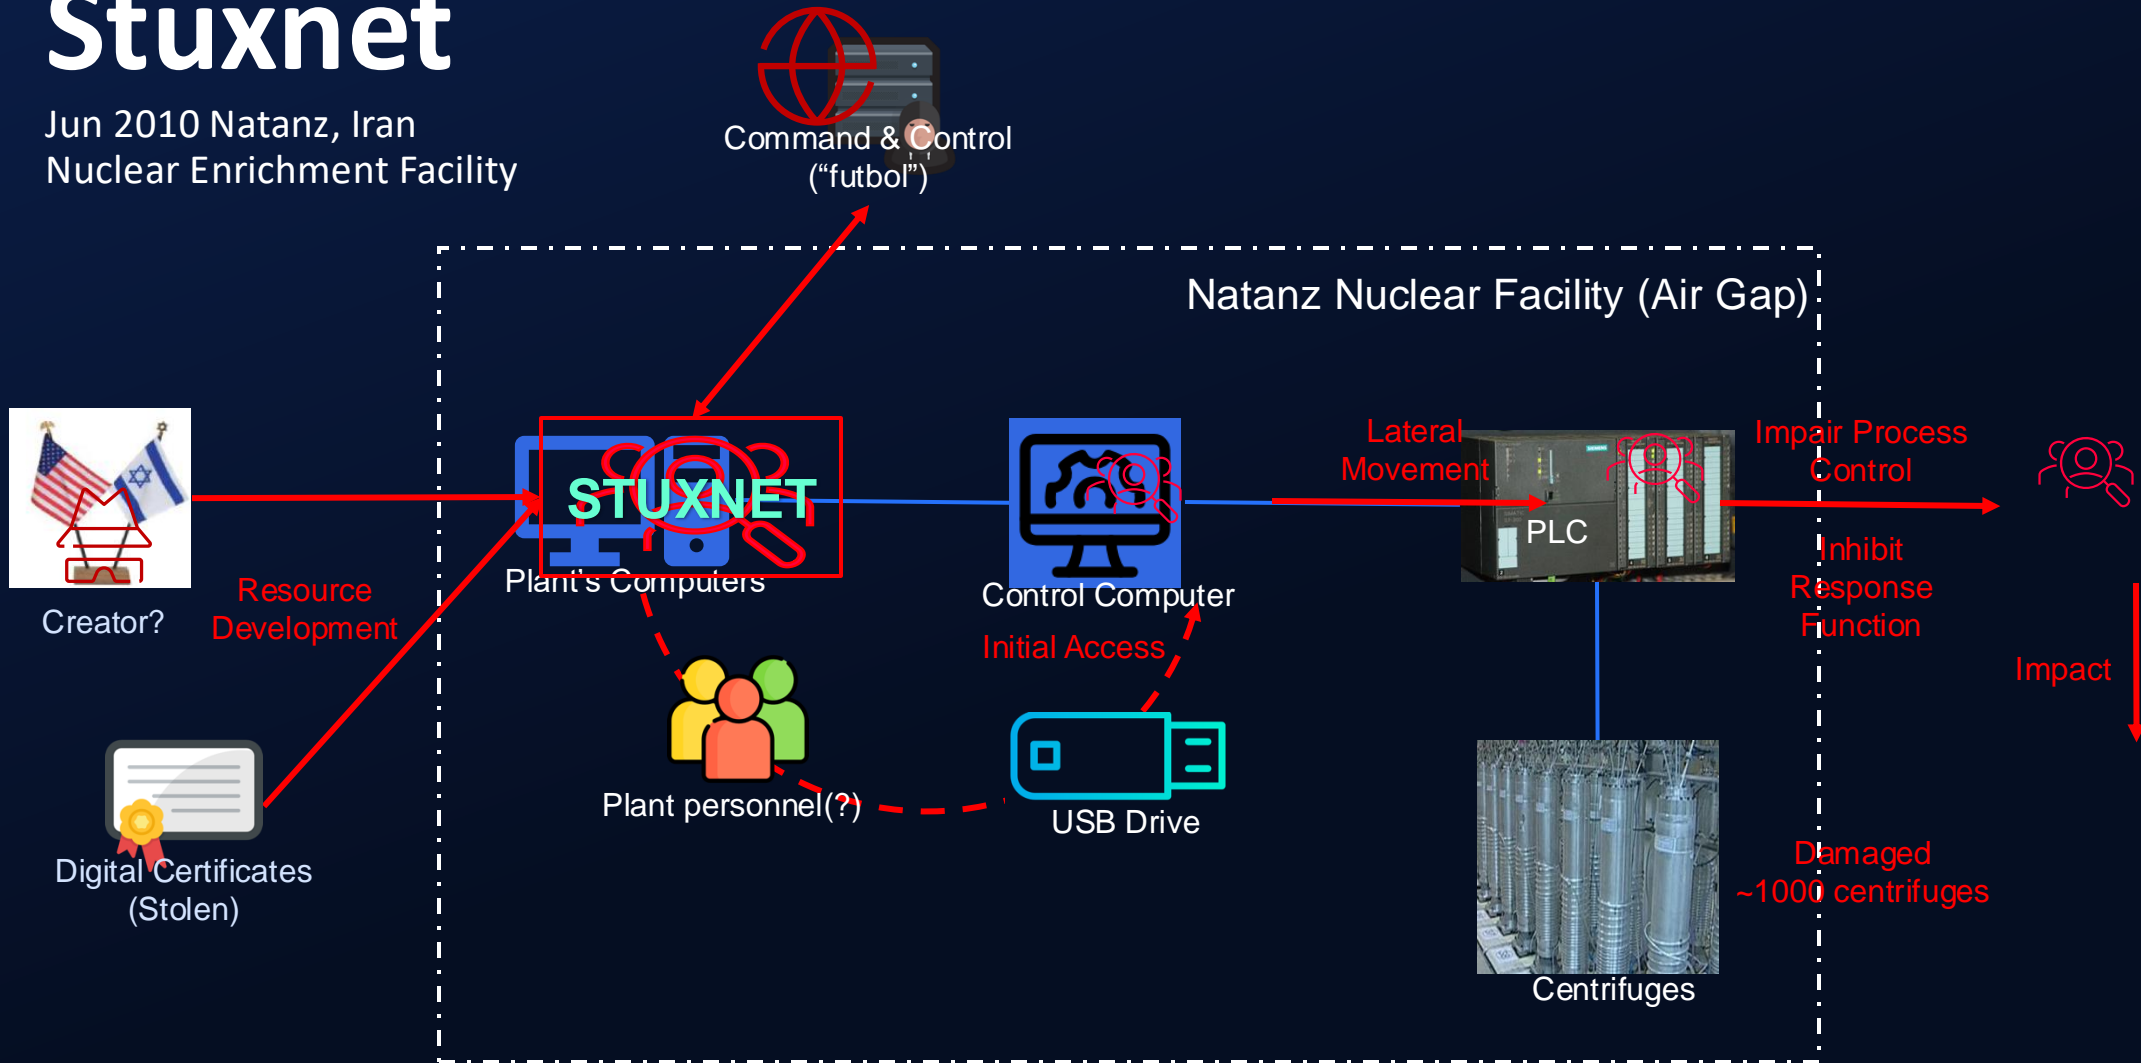 Stuxnet
Jun 2010 Natanz, Iran
Nuclear Enrichment Facility
Command & Control
(“futbol”)
Natanz Nuclear Facility (Air Gap)
Creator?
Resource
Development
Digital Certificates
(Stolen)
STUXNET
Plant's Computers
Plant personnel(?)
Control Computer
Initial Access
USB Drive
Lateral
Movement
SIEMENS
PLC
Impair Process
Control
Inhibit
Response
Function
Impact
Damaged
~1000 centrifuges
Centrifuges